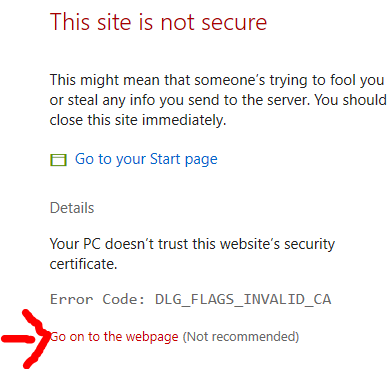 This site is not secure
This might mean that someone's trying to fool you
or steal any info you send to the server. You should
close this site immediately.
Go to your Start page
Details
Your PC doesn't trust this website's security
certificate.
Error Code: DLG_FLAGS_INVALID_CA
Go on to the webpage (Not recommended)